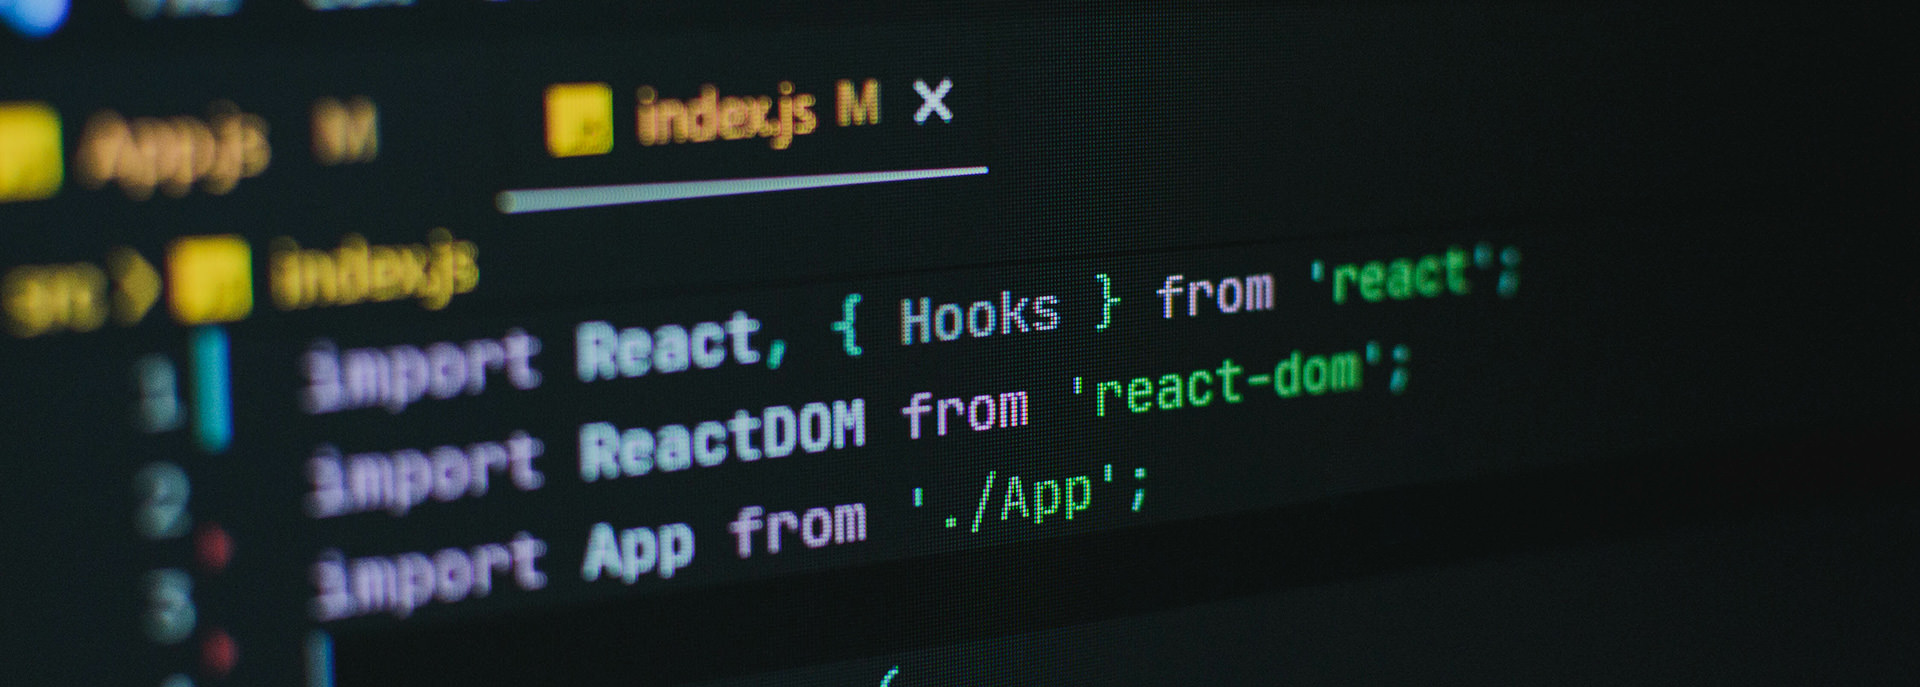 App.js M index.js M ×
src > index.js
1 import React, { Hooks } from 'react';
2 import ReactDOM from 'react-dom';
3 import App from './App';
{